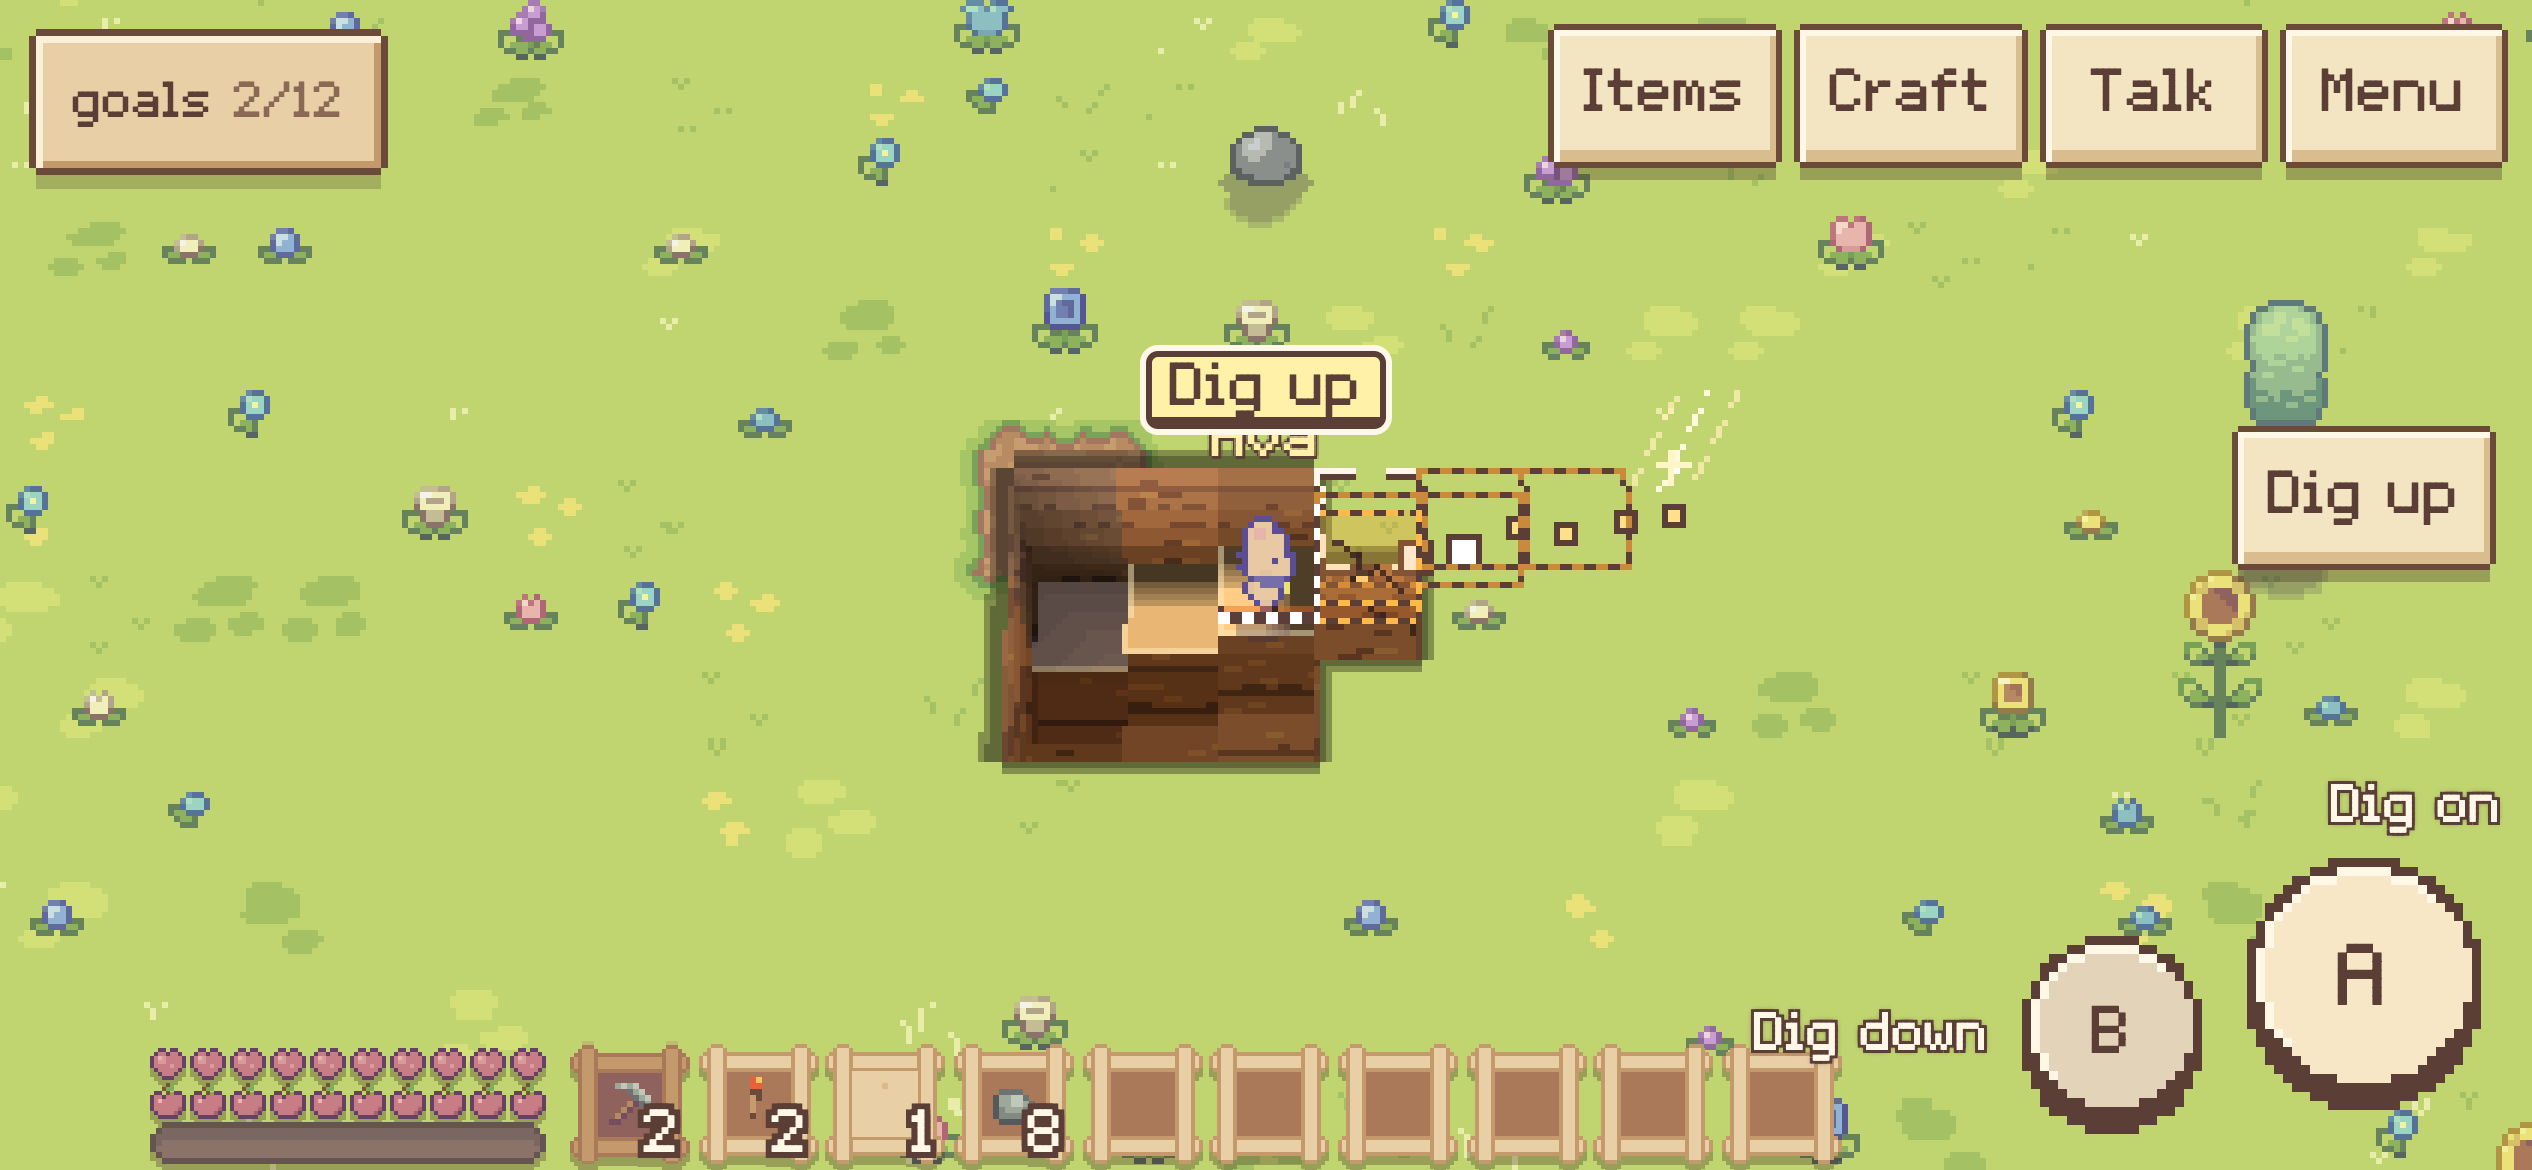 goals 2/12
Items
Craft
Talk
Menu
Dig up
Dig up
Dig on
A
B
Dig down
2
2
1
8